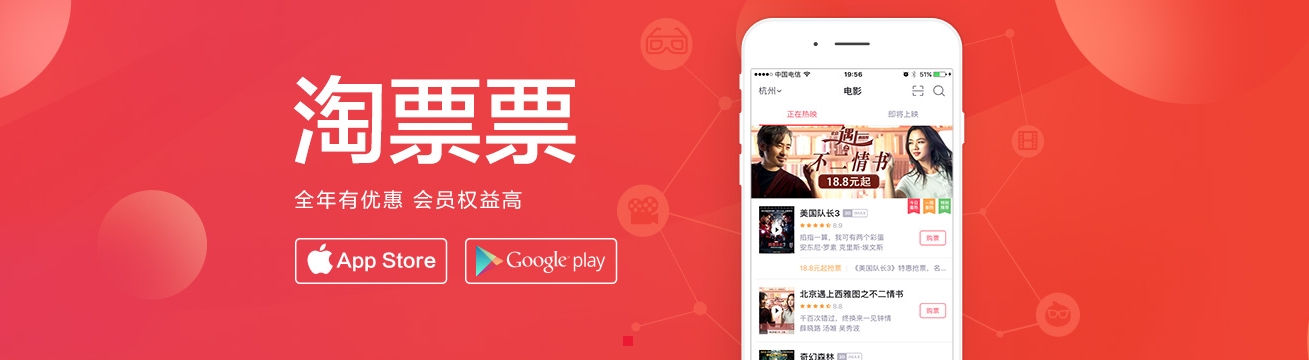 淘票票
全年有优惠 会员权益高
App Store
Google play
中国电信
19:56
51%
杭州
电影
正在热映
即将上映
不二情书
18.8元起
美国队长3
8.9
掐指一算，我可有两个彩蛋
安东尼·罗素 克里斯·埃文斯
购票
18.8元起抢票
《美国队长3》特惠抢票，名...
北京遇上西雅图之不二情书
8.8
千百次错过，终换来一见钟情
薛晓路 汤唯 吴秀波
购票
奇幻森林